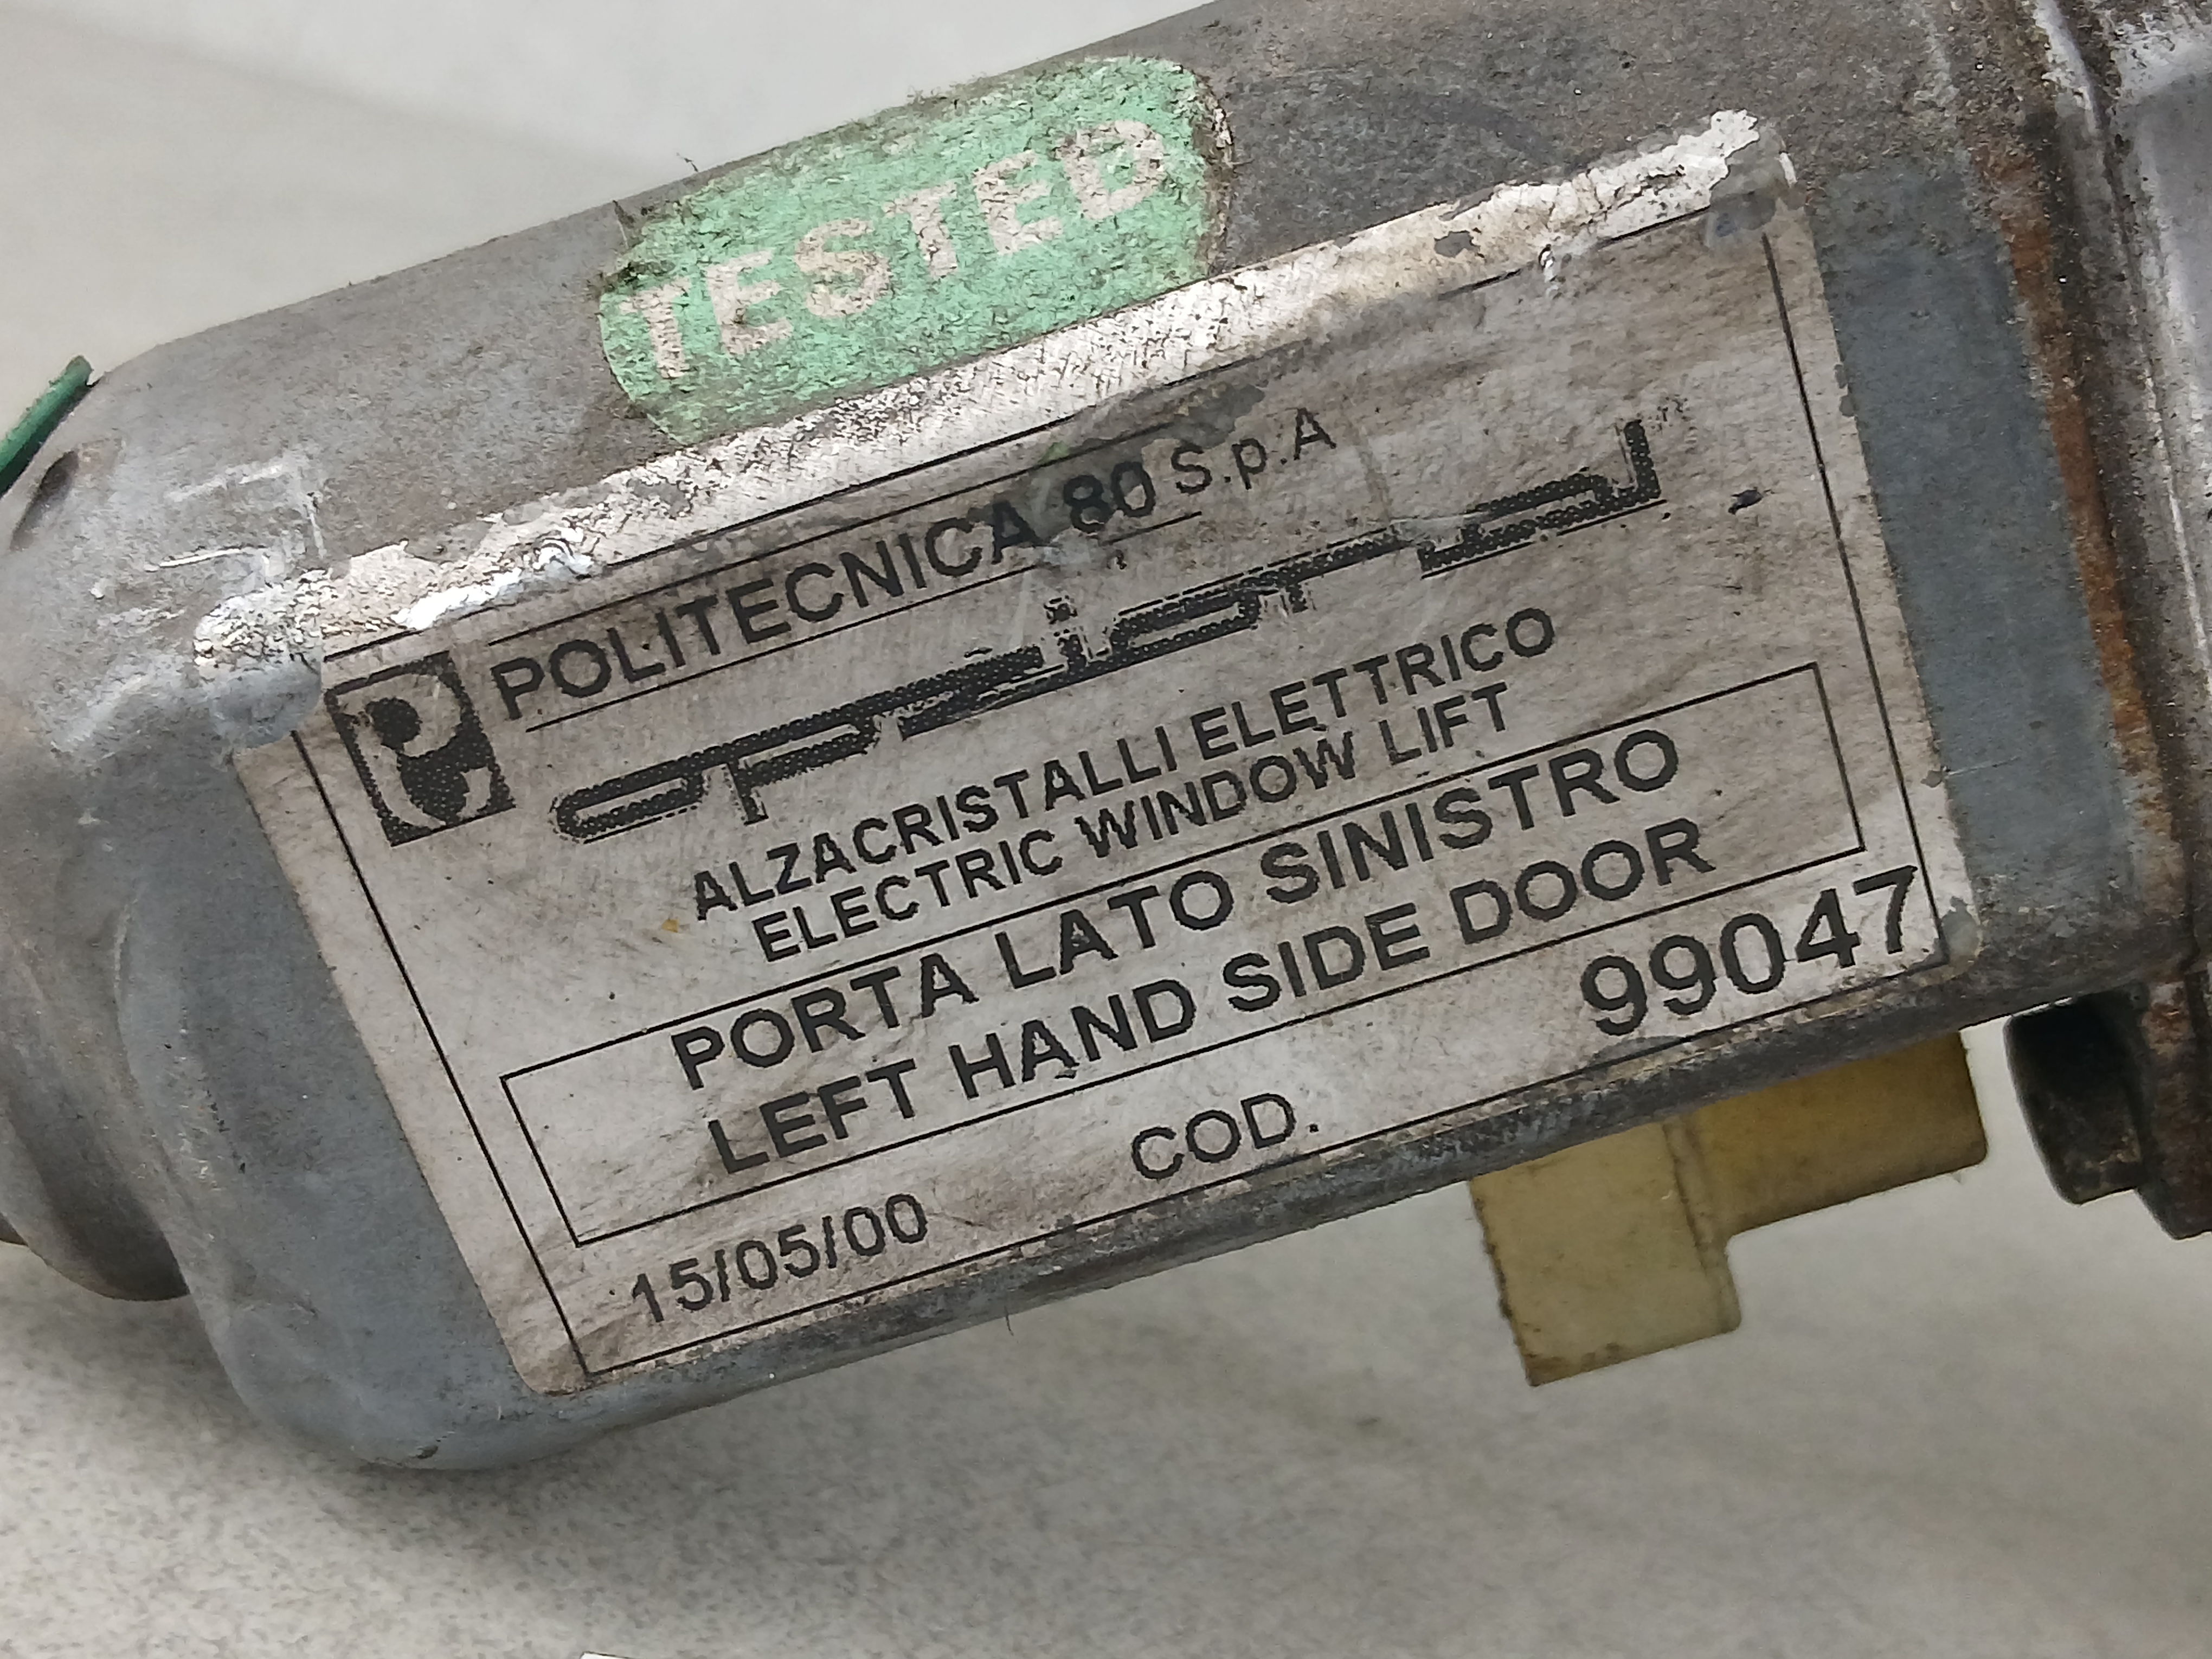 TESTED
POLITECNICA 80 S.p.A
ALZACRISTALLI ELETTRICO
ELECTRIC WINDOW LIFT
PORTA LATO SINISTRO
LEFT HAND SIDE DOOR
15/05/00 COD. 99047